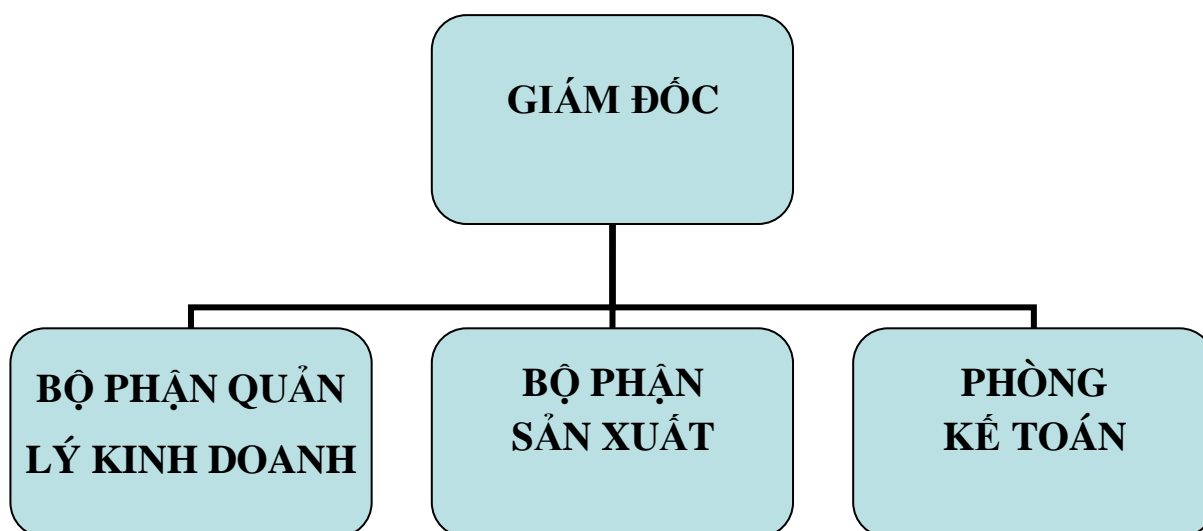 GIÁM ĐỐC
BỘ PHẬN QUẢN
LÝ KINH DOANH
BỘ PHẬN
SẢN XUẤT
PHÒNG
KẾ TOÁN